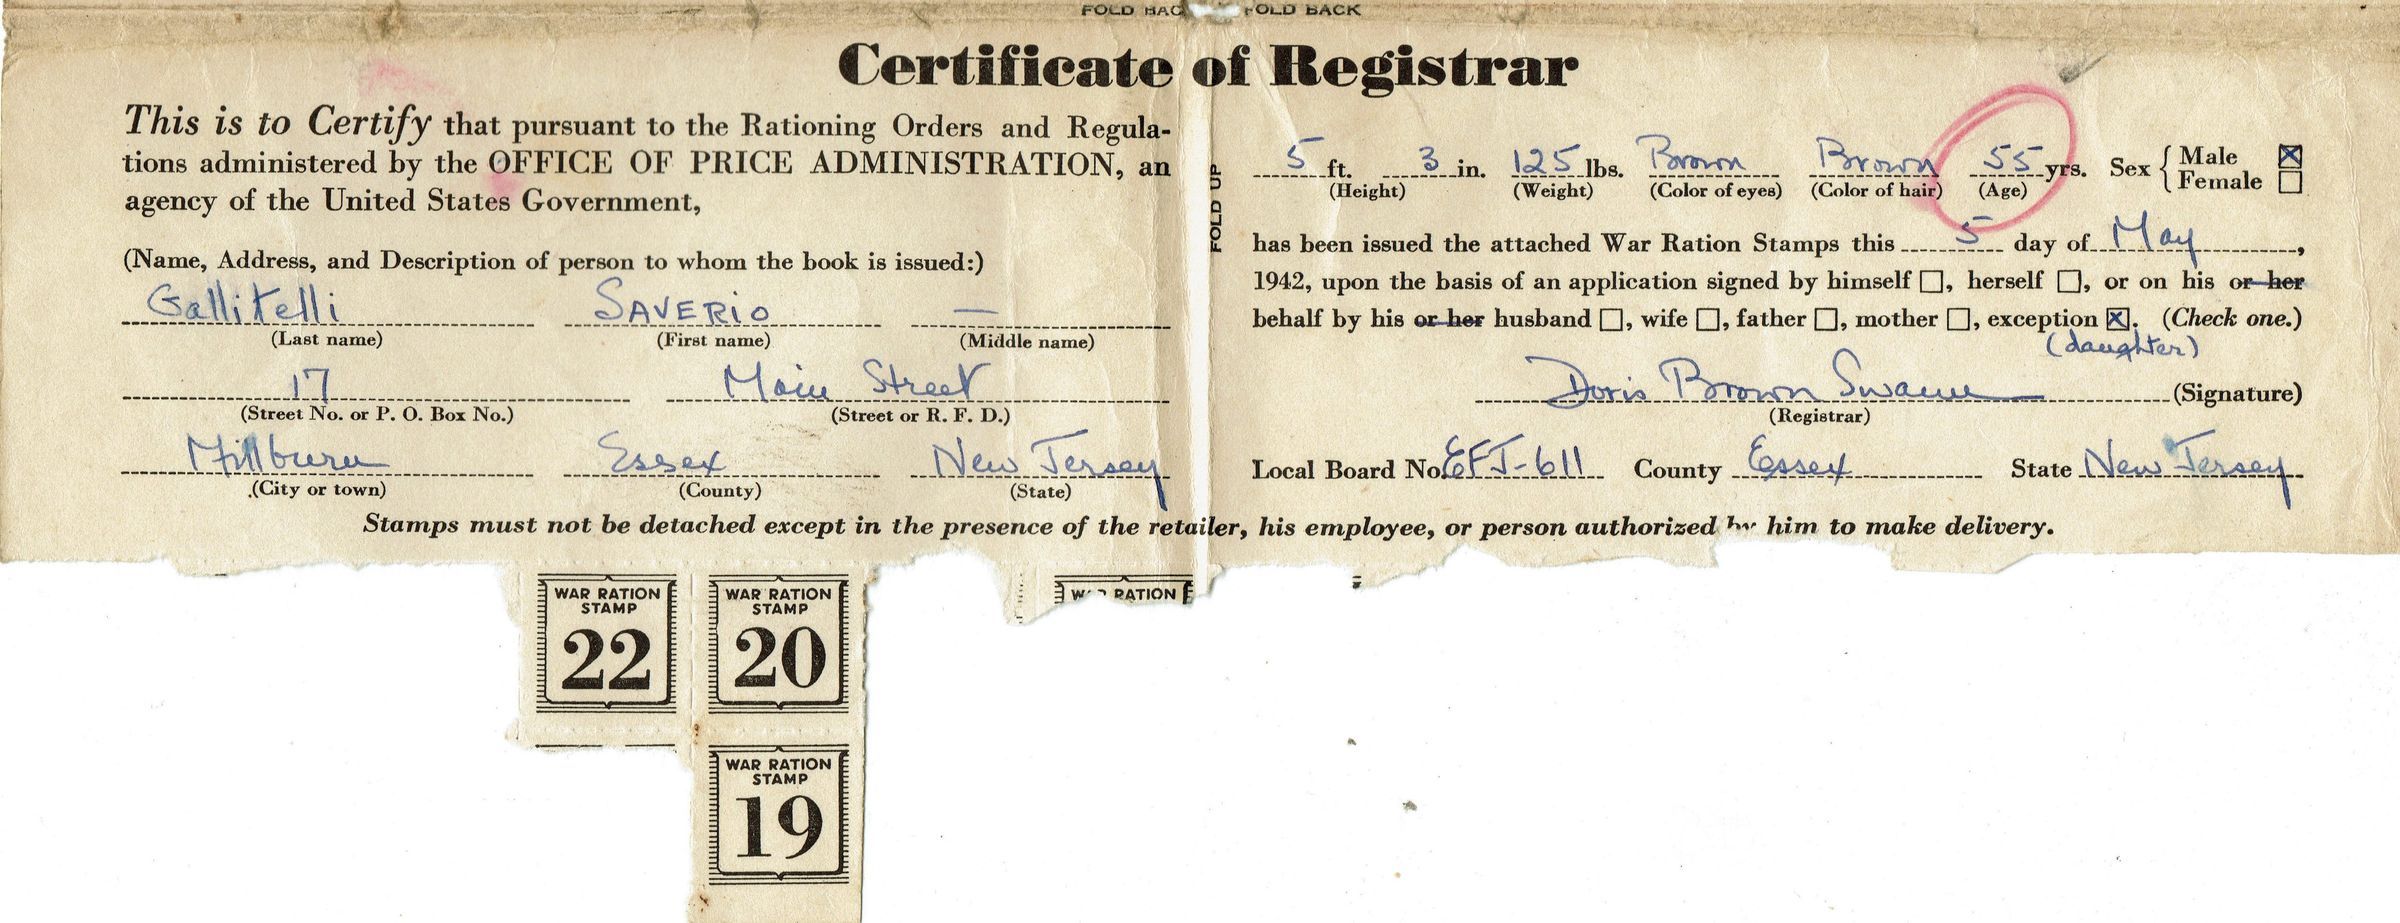 FOLD BAC FOLD BACK
Certificate of Registrar
This is to Certify that pursuant to the Rationing Orders and Regula-
tions administered by the OFFICE OF PRICE ADMINISTRATION, an
agency of the United States Government,
(Name, Address, and Description of person to whom the book is issued:)
Gallitelli SAVERIO —
(Last name) (First name) (Middle name)
17 Main Street
(Street No. or P. O. Box No.) (Street or R. F. D.)
Millburn Essex New Jersey
(City or town) (County) (State)
FOLD UP
5 ft. 3 in. 125 lbs. Brown Brown 55 yrs. Sex { Male ☒
Female ☐
(Height) (Weight) (Color of eyes) (Color of hair) (Age)
has been issued the attached War Ration Stamps this 5 day of May,
1942, upon the basis of an application signed by himself ☐, herself ☐, or on his or her
behalf by his or her husband ☐, wife ☐, father ☐, mother ☐, exception ☒. (Check one.)
(daughter)
Doris Brown (Signature)
(Registrar)
Local Board No. EFJ-611 County Essex State New Jersey
Stamps must not be detached except in the presence of the retailer, his employee, or person authorized by him to make delivery.
WAR RATION
STAMP
22
WAR RATION
STAMP
20
RATION
WAR RATION
STAMP
19